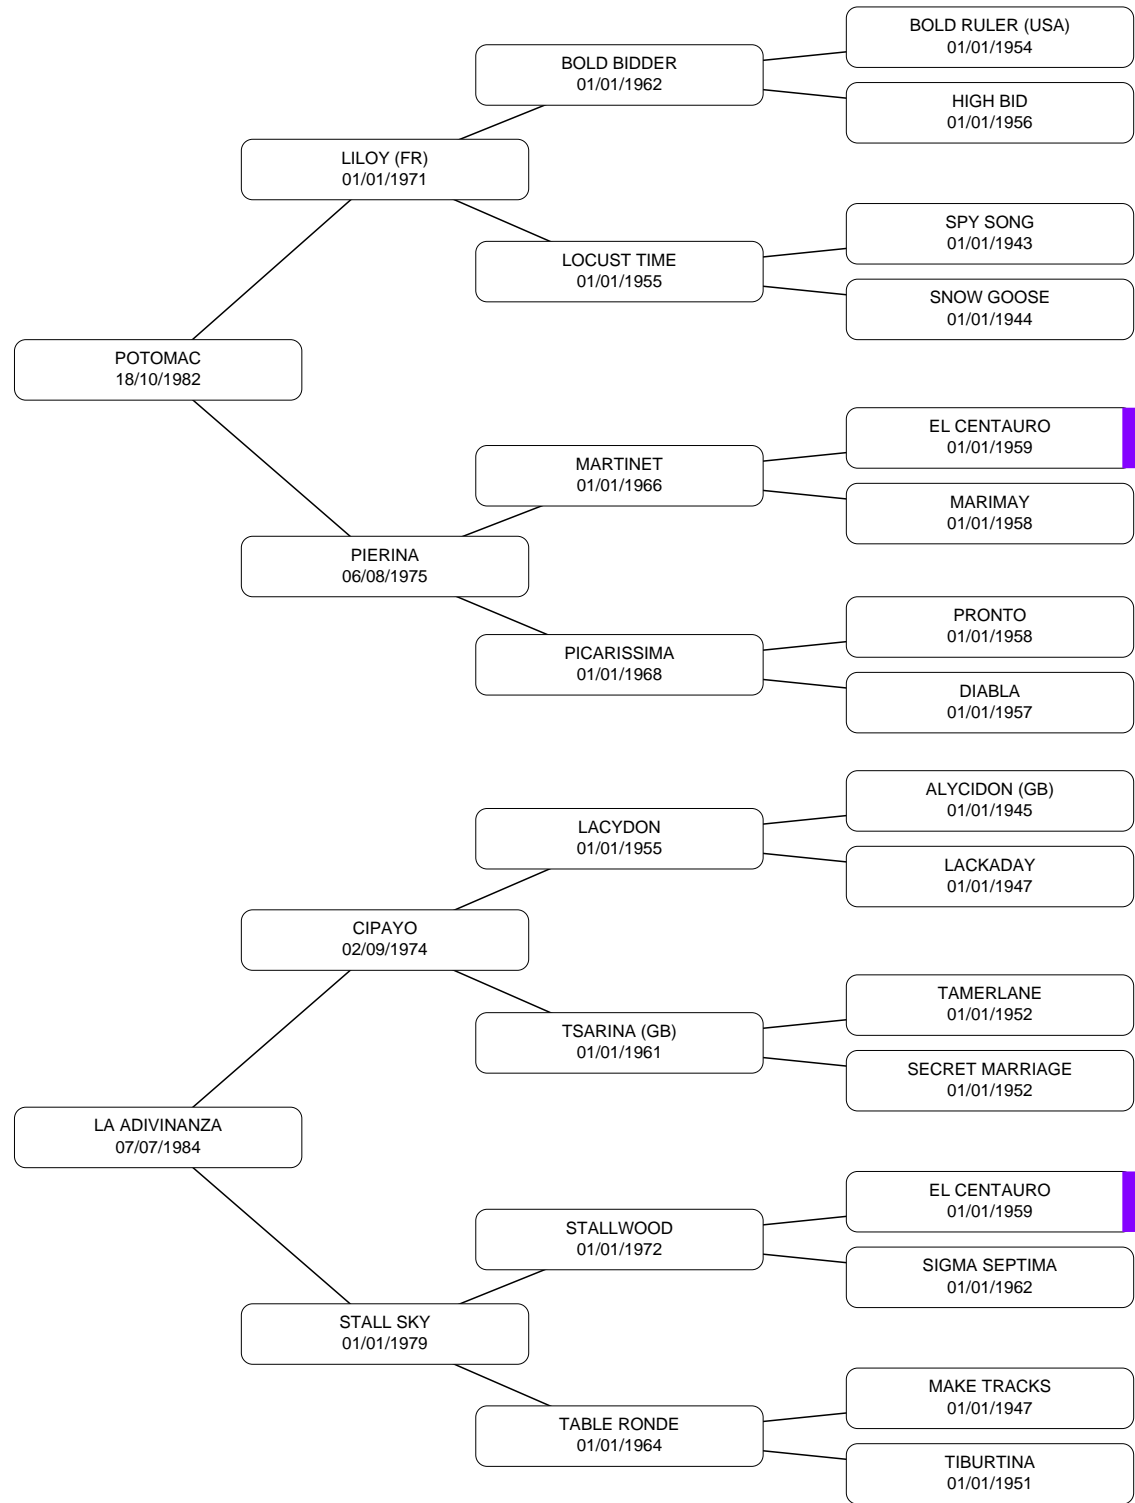 BOLD RULER (USA)
01/01/1954
BOLD BIDDER
01/01/1962
HIGH BID
01/01/1956
LILOY (FR)
01/01/1971
SPY SONG
01/01/1943
LOCUST TIME
01/01/1955
SNOW GOOSE
01/01/1944
POTOMAC
18/10/1982
EL CENTAURO
01/01/1959
MARTINET
01/01/1966
MARIMAY
01/01/1958
PIERINA
06/08/1975
PRONTO
01/01/1958
PICARISSIMA
01/01/1968
DIABLA
01/01/1957
ALYCIDON (GB)
01/01/1945
LACYDON
01/01/1955
LACKADAY
01/01/1947
CIPAYO
02/09/1974
TAMERLANE
01/01/1952
TSARINA (GB)
01/01/1961
SECRET MARRIAGE
01/01/1952
LA ADIVINANZA
07/07/1984
EL CENTAURO
01/01/1959
STALLWOOD
01/01/1972
SIGMA SEPTIMA
01/01/1962
STALL SKY
01/01/1979
MAKE TRACKS
01/01/1947
TABLE RONDE
01/01/1964
TIBURTINA
01/01/1951